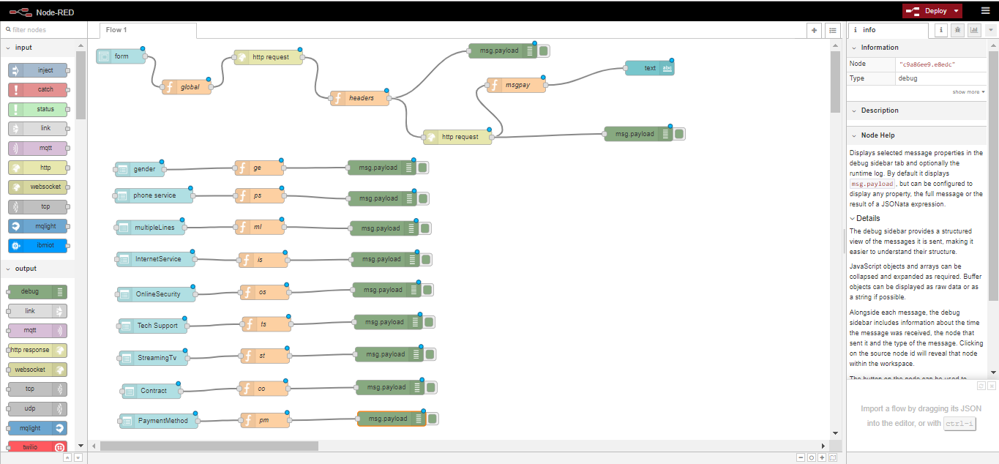 Node-RED
Deploy
filter nodes
Flow 1
info
input
inject
catch
status
link
mqtt
http
websocket
tcp
mqlight
ibmiot
output
debug
link
mqtt
http response
websocket
tcp
udp
mqlight
twilio
form
global
http request
headers
msg.payload
text
abc
msgpay
http request
msg.payload
gender
ge
msg.payload
phone service
ps
msg.payload
multipleLines
ml
msg.payload
InternetService
is
msg.payload
OnlineSecurity
os
msg.payload
Tech Support
ts
msg.payload
StreamingTv
st
msg.payload
Contract
co
msg.payload
PaymentMethod
pm
msg.payload
Information
Node "c9a86ee9.e8edc"
Type debug
show more
Description
Node Help
Displays selected message properties in the
debug sidebar tab and optionally the
runtime log. By default it displays
msg.payload, but can be configured to
display any property, the full message or the
result of a JSONata expression.
Details
The debug sidebar provides a structured
view of the messages it is sent, making it
easier to understand their structure.
JavaScript objects and arrays can be
collapsed and expanded as required. Buffer
objects can be displayed as raw data or as
a string if possible.
Alongside each message, the debug
sidebar includes information about the time
the message was received, the node that
sent it and the type of the message. Clicking
on the source node id will reveal that node
within the workspace.
The button on the node can be used to
Import a flow by dragging its JSON
into the editor, or with ctrl-i